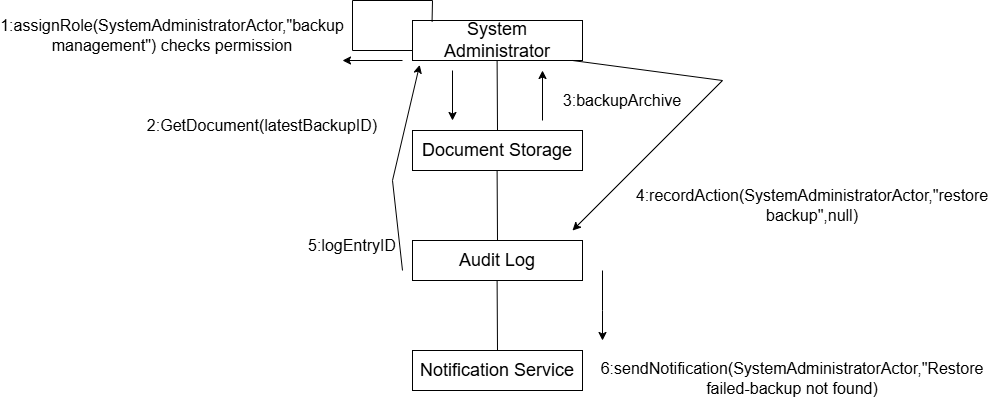 1:assignRole(SystemAdministratorActor,"backup
management") checks permission
System
Administrator
3:backupArchive
2:GetDocument(latestBackupID)
Document Storage
4:recordAction(SystemAdministratorActor,"restore
backup",null)
5:logEntryID
Audit Log
Notification Service
6:sendNotification(SystemAdministratorActor,"Restore
failed-backup not found)